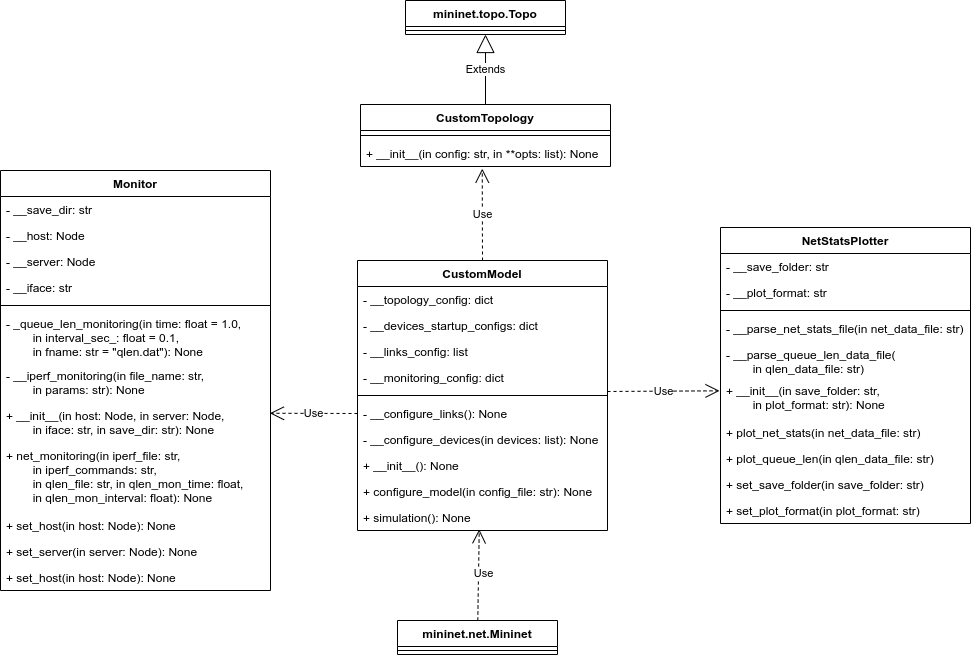 mininet.topo.Topo
Extends
CustomTopology
+ __init__(in config: str, in **opts: list): None
Use
Monitor
- __save_dir: str
- __host: Node
- __server: Node
- __iface: str
- _queue_len_monitoring(in time: float = 1.0,
in interval_sec_: float = 0.1,
in fname: str = "qlen.dat"): None
- __iperf_monitoring(in file_name: str,
in params: str): None
+ __init__(in host: Node, in server: Node,
in iface: str, in save_dir: str): None
+ net_monitoring(in iperf_file: str,
in iperf_commands: str,
in qlen_file: str, in qlen_mon_time: float,
in qlen_mon_interval: float): None
+ set_host(in host: Node): None
+ set_server(in server: Node): None
+ set_host(in host: Node): None
Use
CustomModel
- __topology_config: dict
- __devices_startup_configs: dict
- __links_config: list
- __monitoring_config: dict
- __configure_links(): None
- __configure_devices(in devices: list): None
+ __init__(): None
+ configure_model(in config_file: str): None
+ simulation(): None
Use
NetStatsPlotter
- __save_folder: str
- __plot_format: str
- __parse_net_stats_file(in net_data_file: str)
- __parse_queue_len_data_file(
in qlen_data_file: str)
+ __init__(in save_folder: str,
in plot_format: str): None
+ plot_net_stats(in net_data_file: str)
+ plot_queue_len(in qlen_data_file: str)
+ set_save_folder(in save_folder: str)
+ set_plot_format(in plot_format: str)
Use
mininet.net.Mininet